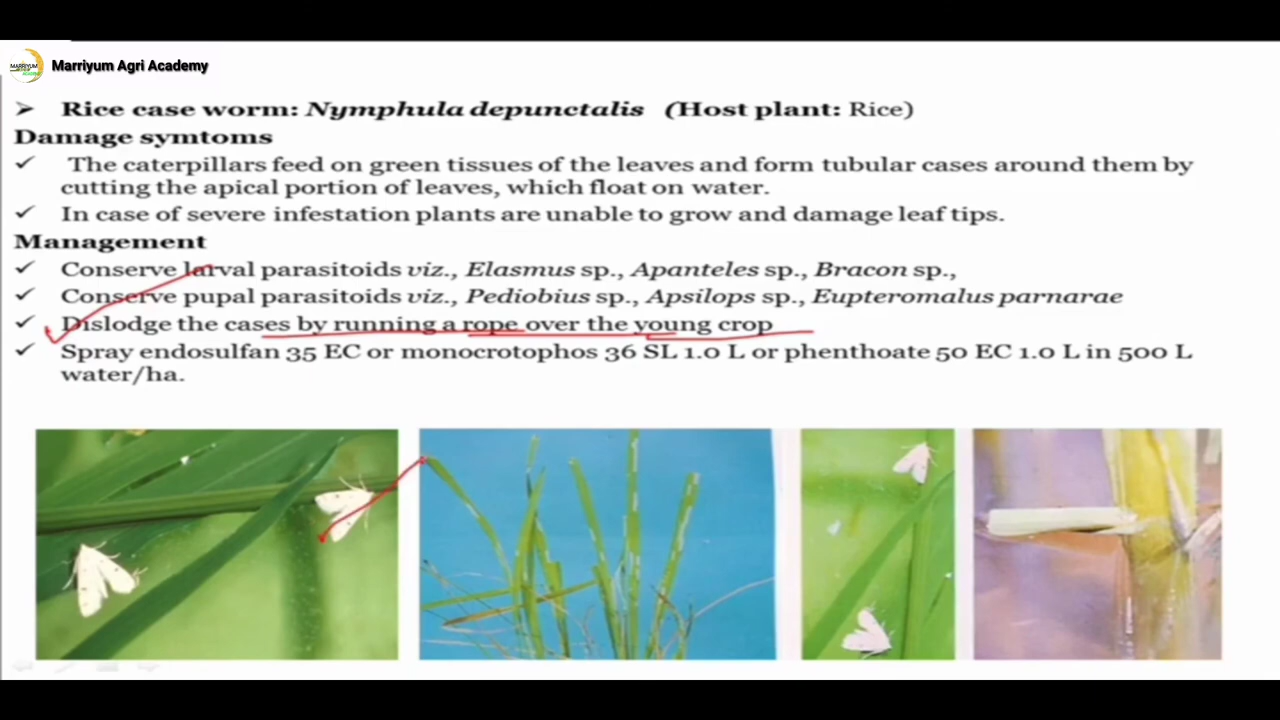 MARRIYUM
Marriyum Agri Academy
➢ Rice case worm: Nymphula depunctalis (Host plant: Rice)
Damage symtoms
✓ The caterpillars feed on green tissues of the leaves and form tubular cases around them by
cutting the apical portion of leaves, which float on water.
✓ In case of severe infestation plants are unable to grow and damage leaf tips.
Management
✓ Conserve larval parasitoids viz., Elasmus sp., Apanteles sp., Bracon sp.,
✓ Conserve pupal parasitoids viz., Pediobius sp., Apsilops sp., Eupteromalus parnarae
✓ Dislodge the cases by running a rope over the young crop
✓ Spray endosulfan 35 EC or monocrotophos 36 SL 1.0 L or phenthoate 50 EC 1.0 L in 500 L
water/ha.